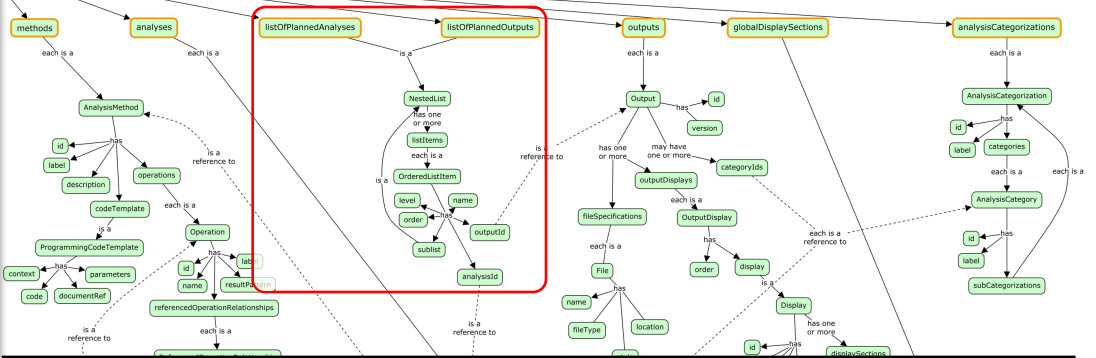 methods
analyses
listOfPlannedAnalyses
listOfPlannedOutputs
outputs
globalDisplaySections
analysisCategorizations
each is a
each is a
is a
each is a
each is a
AnalysisMethod
has
id
label
description
operations
codeTemplate
is a
ProgrammingCodeTemplate
has
context
code
documentRef
parameters
each is a
Operation
has
id
name
label
resultPattern
referencedOperationRelationships
each is a
is a
reference to
is a
reference to
NestedList
has one
or more
listItems
each is a
OrderedListItem
has
level
order
name
outputId
sublist
is a
analysisId
is a
reference to
is a
reference to
Output
has
id
version
has one
or more
may have
one or more
categoryIds
outputDisplays
each is a
OutputDisplay
has
order
display
is a
Display
has one
or more
displaySections
has
id
fileSpecifications
each is a
File
has
name
fileType
location
each is a
reference to
AnalysisCategorization
has
id
label
categories
each is a
AnalysisCategory
has
id
label
subCategorizations
each is a